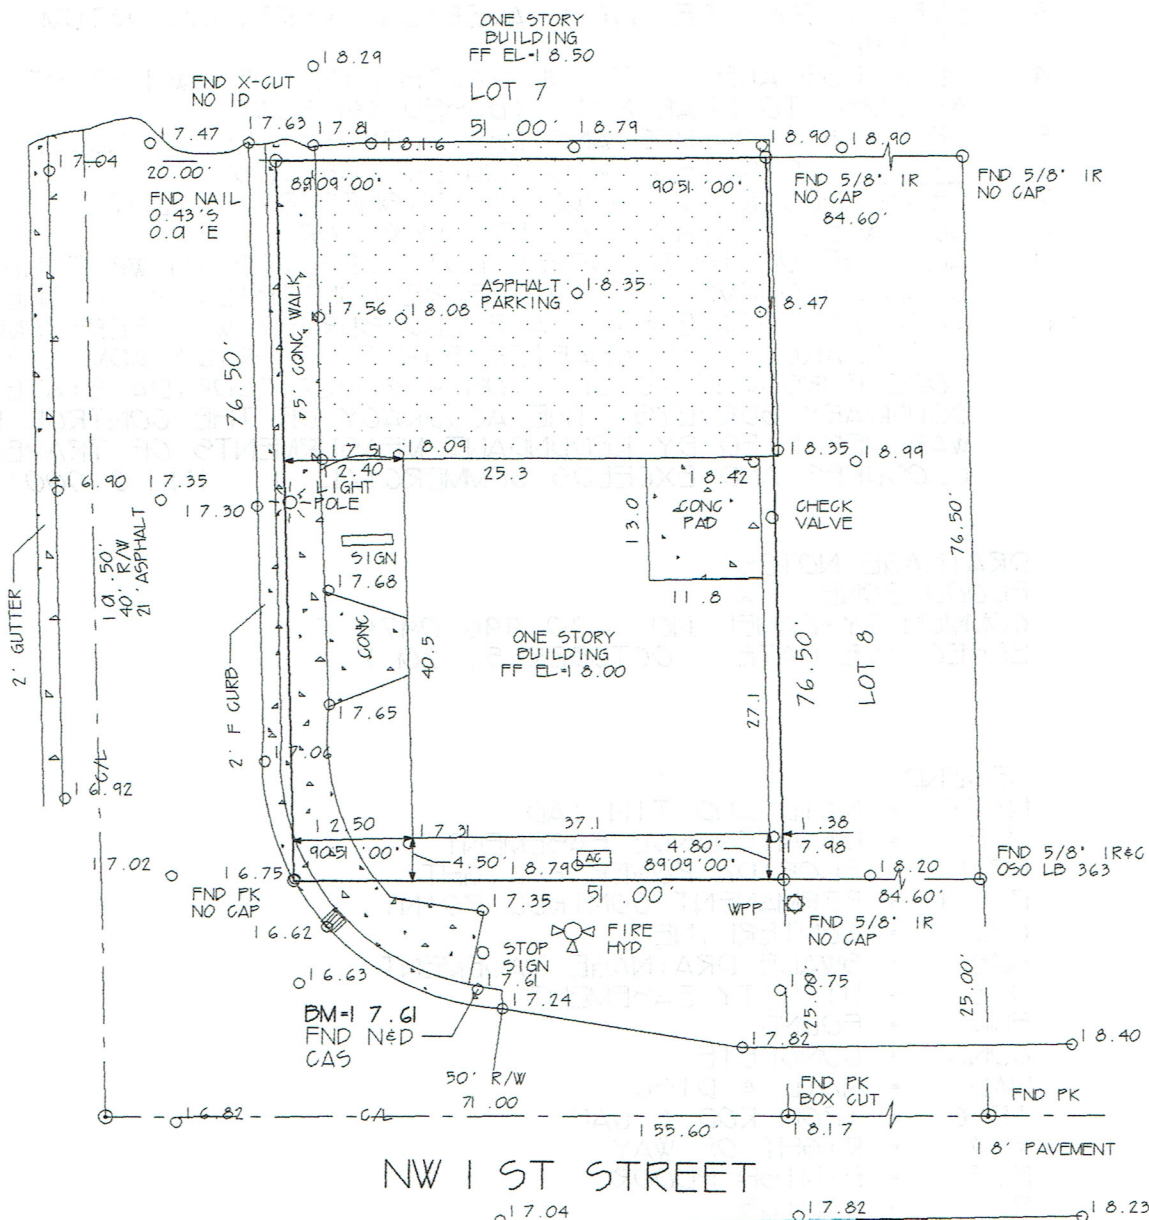 ONE STORY
BUILDING
FF EL=18.50
18.29
FND X-CUT
NO ID
LOT 7
17.47
17.63
17.81
51.00'
18.79
18.16
18.90
18.90
17.04
20.00'
89°09'00"
90°51'00"
FND 5/8" IR
NO CAP
84.60'
FND 5/8" IR
NO CAP
FND NAIL
0.43'S
ASPHALT
PARKING
18.35
18.47
17.56
18.08
5' CONC WALK
76.50'
17.51
18.09
18.35
18.99
12.40
25.3
18.42
16.90
17.35
17.30
LIGHT
POLE
13.0
CONC
PAD
CHECK
VALVE
76.50'
40' R/W
21' ASPHALT
SIGN
17.68
11.8
2' GUTTER
CONC
ONE STORY
BUILDING
FF EL=18.00
40.5
76.50'
LOT 8
17.65
27.1
2' F CURB
17.06
16.92
C/L
12.50
17.31
37.1
1.38
17.98
90°51'00"
4.50'
18.79
AC
89°09'00"
4.80'
17.02
16.75
18.20
FND 5/8" IR&C
OSO LB 363
FND PK
NO CAP
51.00'
84.60'
17.35
WPP
FND 5/8" IR
NO CAP
16.62
FIRE
HYD
STOP
SIGN
16.63
17.61
25.00'
25.00'
BM=17.61
FND N&D
CAS
17.24
17.82
18.40
50' R/W
71.00
FND PK
BOX CUT
FND PK
16.82
C/L
155.60'
18.17
18' PAVEMENT
NW 1ST STREET
17.04
17.82
18.23